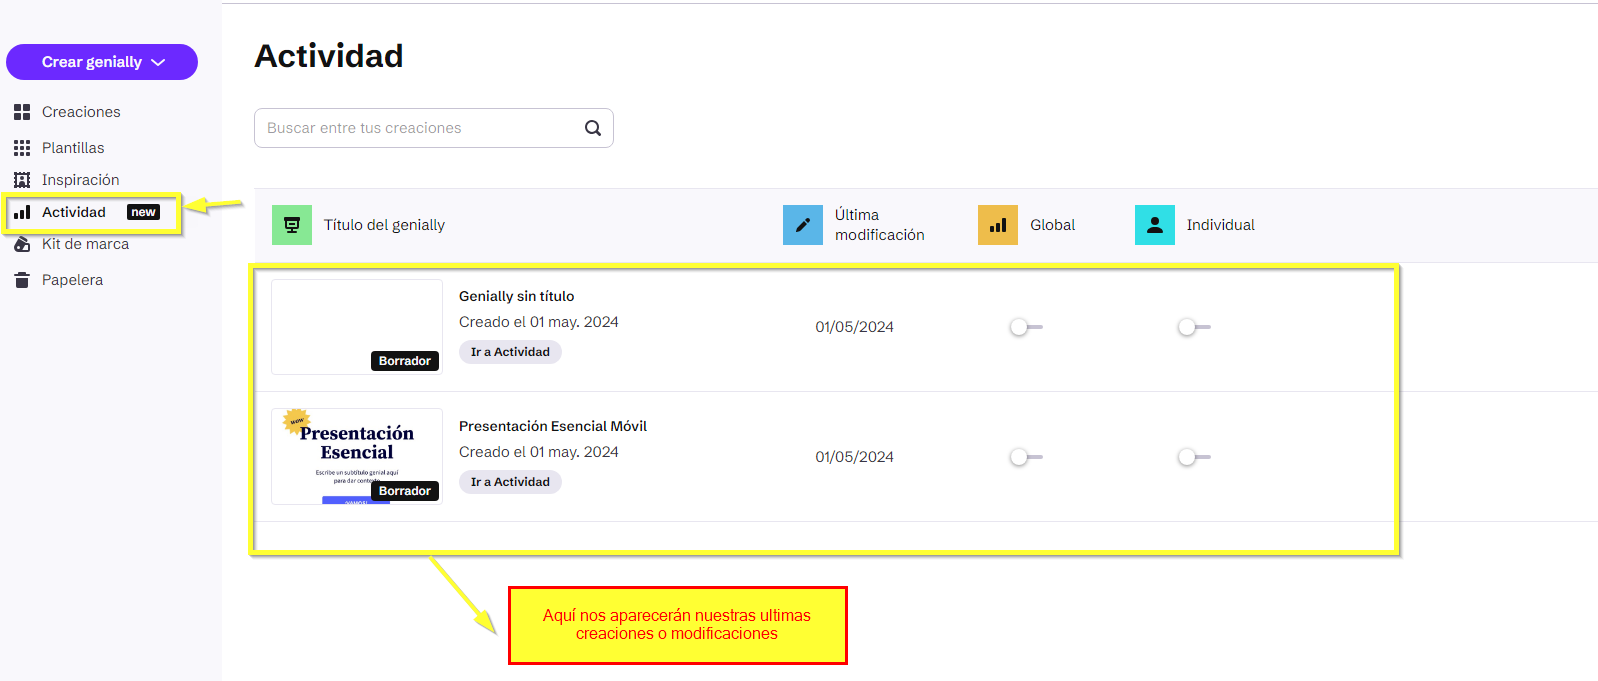 Crear genially
Creaciones
Plantillas
Inspiración
Actividad new
Kit de marca
Papelera
Actividad
Buscar entre tus creaciones
Título del genially
Última
modificación
Global
Individual
Borrador
Genially sin título
Creado el 01 may. 2024
Ir a Actividad
01/05/2024
WOW
Presentación
Esencial
Escribe un subtítulo genial aquí
para dar contexto
Borrador
Presentación Esencial Móvil
Creado el 01 may. 2024
Ir a Actividad
01/05/2024
Aquí nos aparecerán nuestras ultimas
creaciones o modificaciones